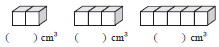 (　　) cm³　(　　) cm³　(　　) cm³